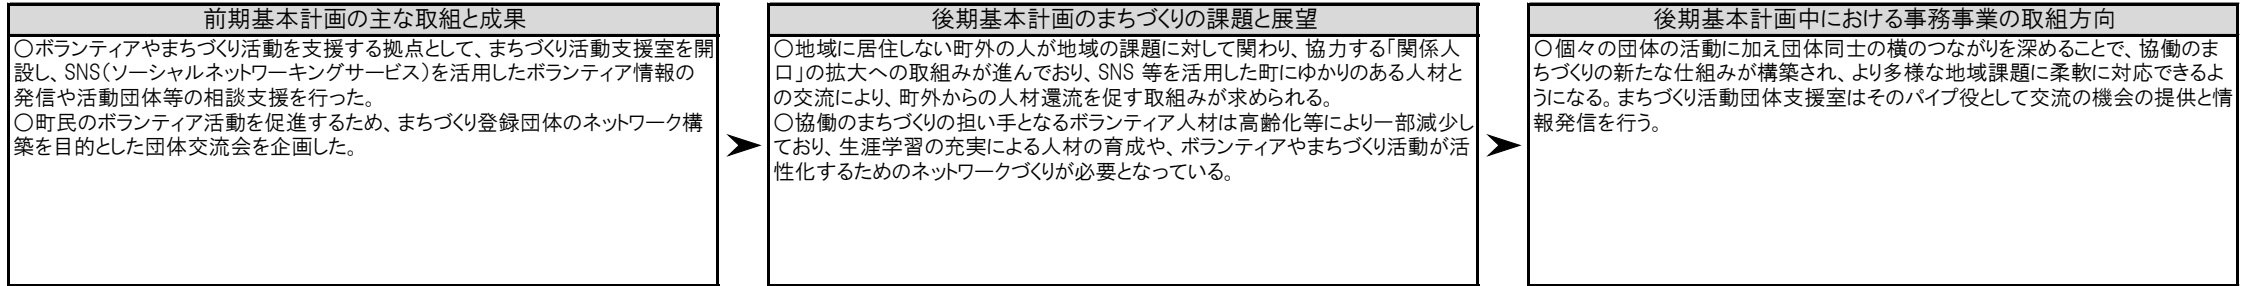 前期基本計画の主な取組と成果
〇ボランティアやまちづくり活動を支援する拠点として、まちづくり活動支援室を開
設し、SNS(ソーシャルネットワーキングサービス)を活用したボランティア情報の
発信や活動団体等の相談支援を行った。
〇町民のボランティア活動を促進するため、まちづくり登録団体のネットワーク構
築を目的とした団体交流会を企画した。
後期基本計画のまちづくりの課題と展望
〇地域に居住しない町外の人が地域の課題に対して関わり、協力する「関係人
口」の拡大への取組みが進んでおり、SNS 等を活用した町にゆかりのある人材と
の交流により、町外からの人材還流を促す取組みが求められる。
〇協働のまちづくりの担い手となるボランティア人材は高齢化等により一部減少し
ており、生涯学習の充実による人材の育成や、ボランティアやまちづくり活動が活
性化するためのネットワークづくりが必要となっている。
後期基本計画中における事務事業の取組方向
〇個々の団体の活動に加え団体同士の横のつながりを深めることで、協働のま
ちづくりの新たな仕組みが構築され、より多様な地域課題に柔軟に対応できるよ
うになる。まちづくり活動団体支援室はそのパイプ役として交流の機会の提供と情
報発信を行う。